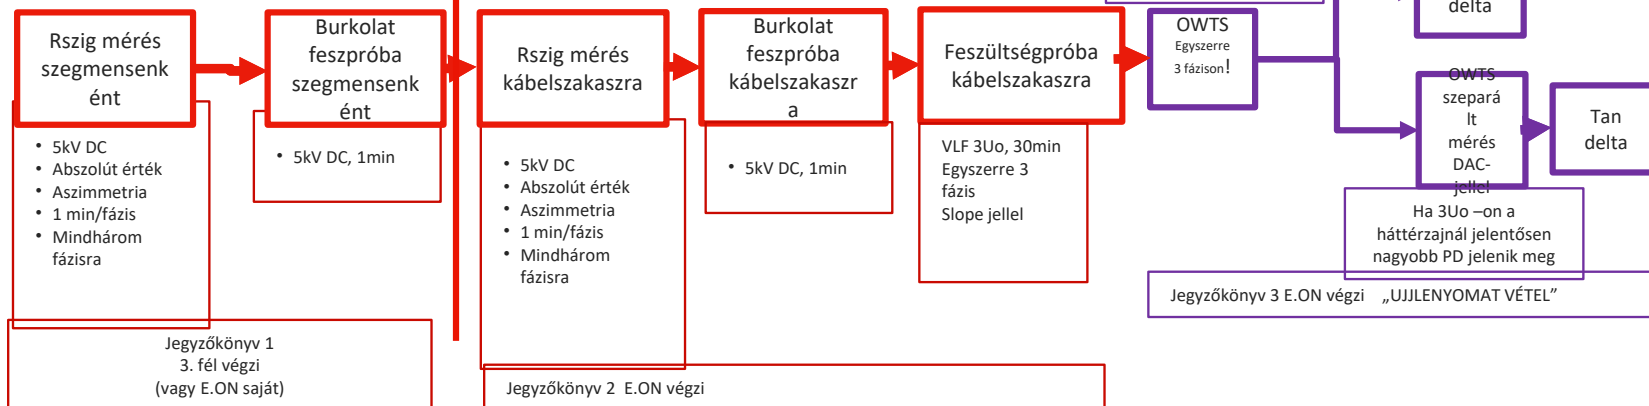 Rszig mérés
szegmensenk
ént
• 5kV DC
• Abszolút érték
• Aszimmetria
• 1 min/fázis
• Mindhárom
fázisra
Jegyzőkönyv 1
3. fél végzi
(vagy E.ON saját)
Burkolat
feszpróba
szegmensenk
ént
• 5kV DC, 1min
Rszig mérés
kábelszakaszra
• 5kV DC
• Abszolút érték
• Aszimmetria
• 1 min/fázis
• Mindhárom
fázisra
Burkolat
feszpróba
kábelszakaszr
a
• 5kV DC, 1min
Feszültségpróba
kábelszakaszra
VLF 3Uo, 30min
Egyszerre 3
fázis
Slope jellel
Jegyzőkönyv 2 E.ON végzi
OWTS
Egyszerre
3 fázison!
delta
OWTS
szepará
lt
mérés
DAC-
jellel
Tan
delta
Ha 3Uo –on a
háttérzajnál jelentősen
nagyobb PD jelenik meg
Jegyzőkönyv 3 E.ON végzi „UJJLENYOMAT VÉTEL”